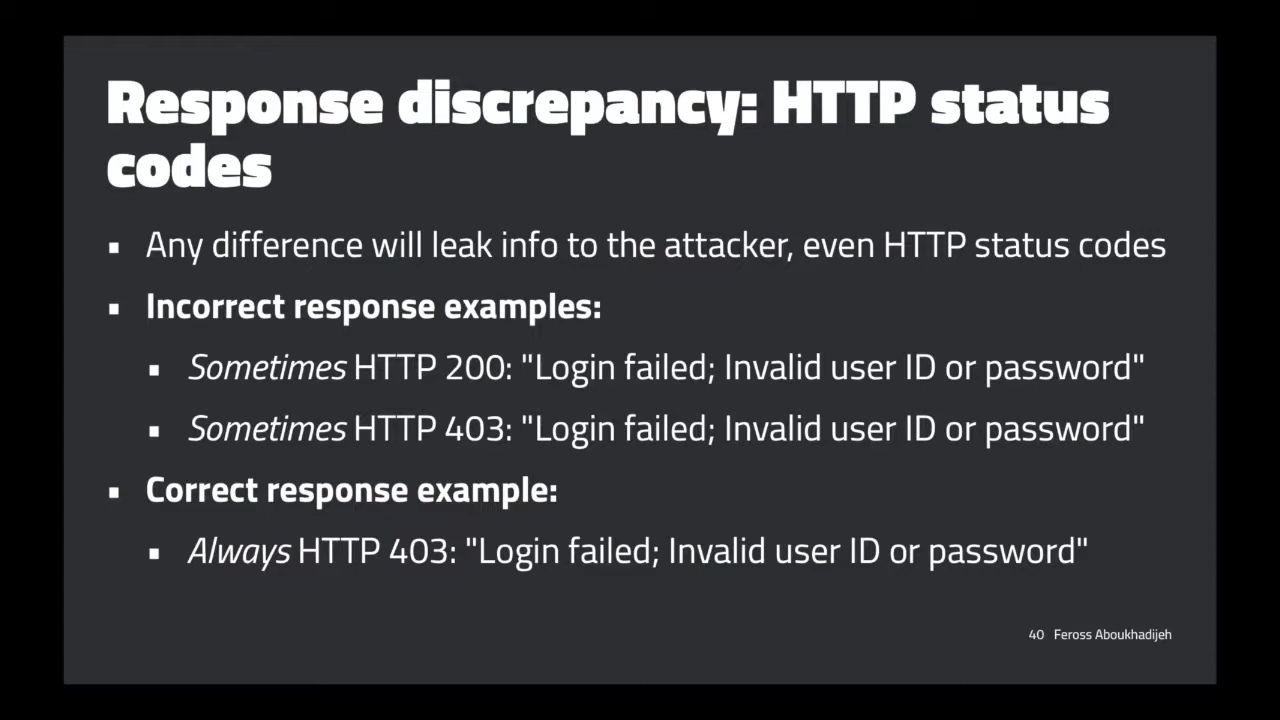 Response discrepancy: HTTP status
codes
▪ Any difference will leak info to the attacker, even HTTP status codes
▪ Incorrect response examples:
▪ Sometimes HTTP 200: "Login failed; Invalid user ID or password"
▪ Sometimes HTTP 403: "Login failed; Invalid user ID or password"
▪ Correct response example:
▪ Always HTTP 403: "Login failed; Invalid user ID or password"
40 Feross Aboukhadijeh